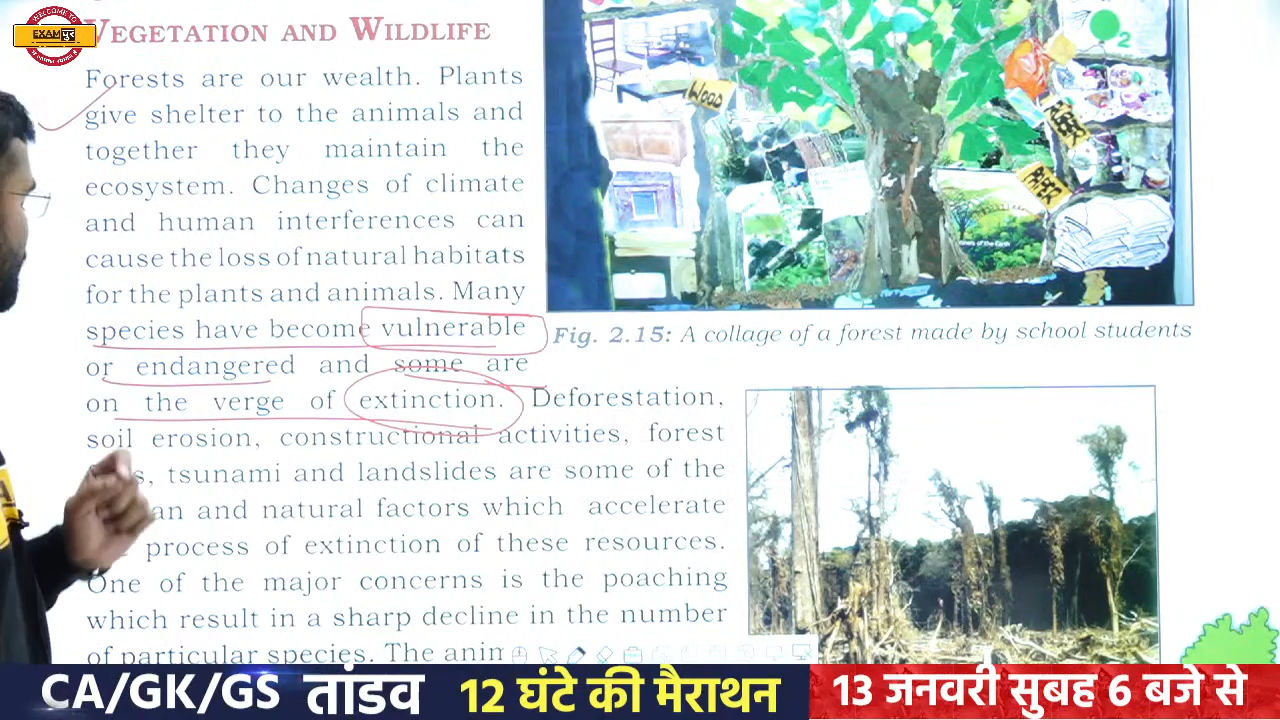 WELCOME TO
EXAM पुर
VEGETATION AND WILDLIFE
Forests are our wealth. Plants
give shelter to the animals and
together they maintain the
ecosystem. Changes of climate
and human interferences can
cause the loss of natural habitats
for the plants and animals. Many
species have become vulnerable
or endangered and some are
on the verge of extinction. Deforestation,
soil erosion, constructional activities, forest
tsunami and landslides are some of the
and natural factors which accelerate
process of extinction of these resources.
One of the major concerns is the poaching
which result in a sharp decline in the number
of particular species. The anim
WOOD
PAPER
2
Fig. 2.15: A collage of a forest made by school students
CA/GK/GS तांडव 12 घंटे की मैराथन
13 जनवरी सुबह 6 बजे से